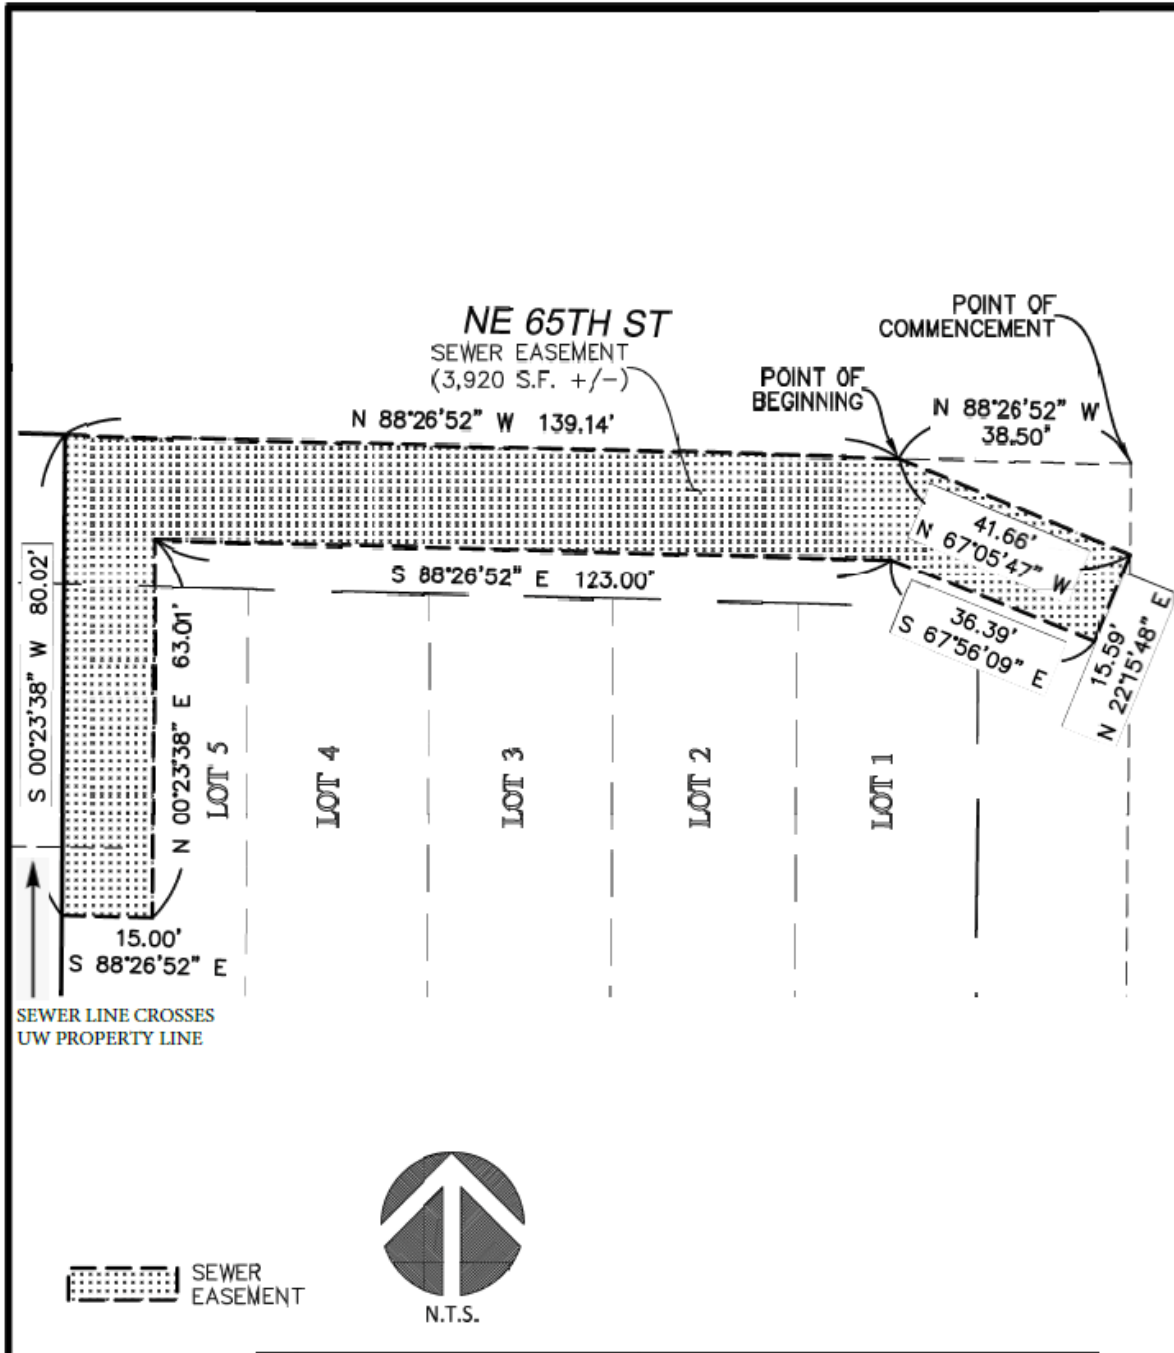 NE 65TH ST
SEWER EASEMENT
(3,920 S.F. +/-)
POINT OF
COMMENCEMENT
POINT OF
BEGINNING
N 88°26'52" W
38.50"
N 88°26'52" W 139.14'
41.66'
N 67°05'47" W
S 88°26'52" E 123.00'
36.39'
S 67°56'09" E
15.59'
N 22°15'48" E
S 00°23'38" W 80.02'
N 00°23'38" E 63.01'
LOT 5
LOT 4
LOT 3
LOT 2
LOT 1
15.00'
S 88°26'52" E
SEWER LINE CROSSES
UW PROPERTY LINE
SEWER
EASEMENT
N.T.S.